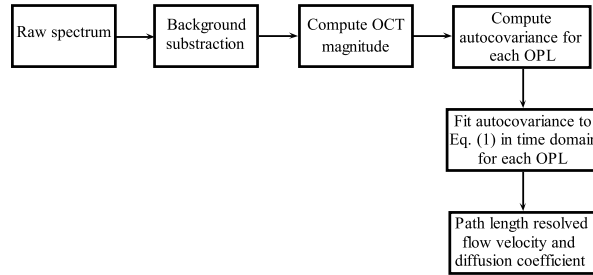 Raw spectrum
Background
substraction
Compute OCT
magnitude
Compute
autocovariance for
each OPL
Fit autocovariance to
Eq. (1) in time domain
for each OPL
Path length resolved
flow velocity and
diffusion coefficient